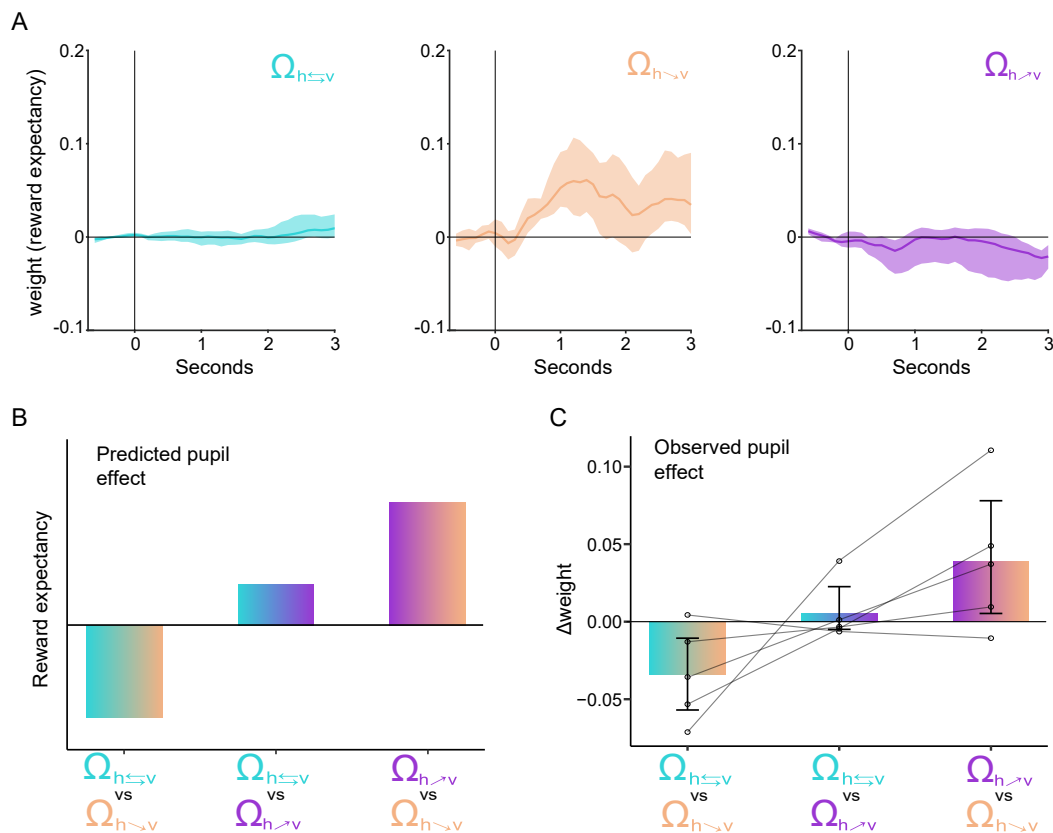 A
0.2
0.1
0
-0.1
weight (reward expectancy)
0 1 2 3
Seconds
Ωh⇆v
0.2
0.1
0
-0.1
0 1 2 3
Seconds
Ωh↘v
0.2
0.1
0
-0.1
0 1 2 3
Seconds
Ωh↗v
B
Predicted pupil
effect
Reward expectancy
Ωh⇆v
vs
Ωh↘v
Ωh⇆v
vs
Ωh↗v
Ωh↗v
vs
Ωh↘v
C
Observed pupil
effect
0.10
0.05
0.00
−0.05
Δweight
Ωh⇆v
vs
Ωh↘v
Ωh⇆v
vs
Ωh↗v
Ωh↗v
vs
Ωh↘v